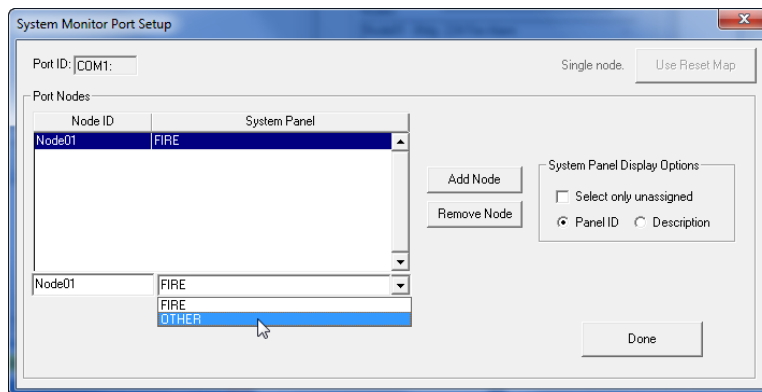 System Monitor Port Setup
Port ID: COM1:
Single node.
Use Reset Map
Port Nodes
Node ID System Panel
Node01 FIRE
Add Node
Remove Node
System Panel Display Options
Select only unassigned
Panel ID Description
Node01 FIRE
FIRE
OTHER
Done